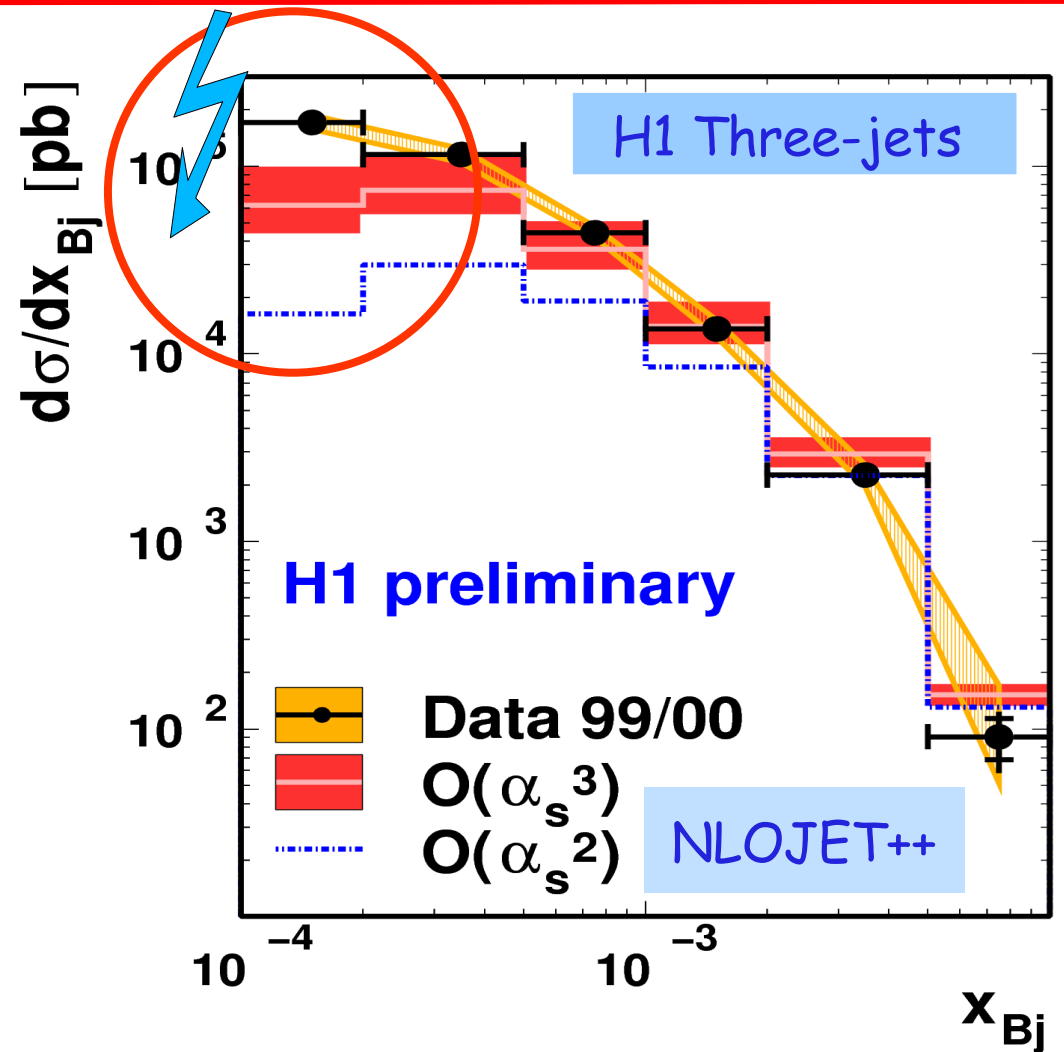 dσ/dx_Bj [pb]
H1 Three-jets
10^5
10^4
10^3
10^2
H1 preliminary
Data 99/00
O(α_s^3)
O(α_s^2)
NLOJET++
10^-4
10^-3
x_Bj